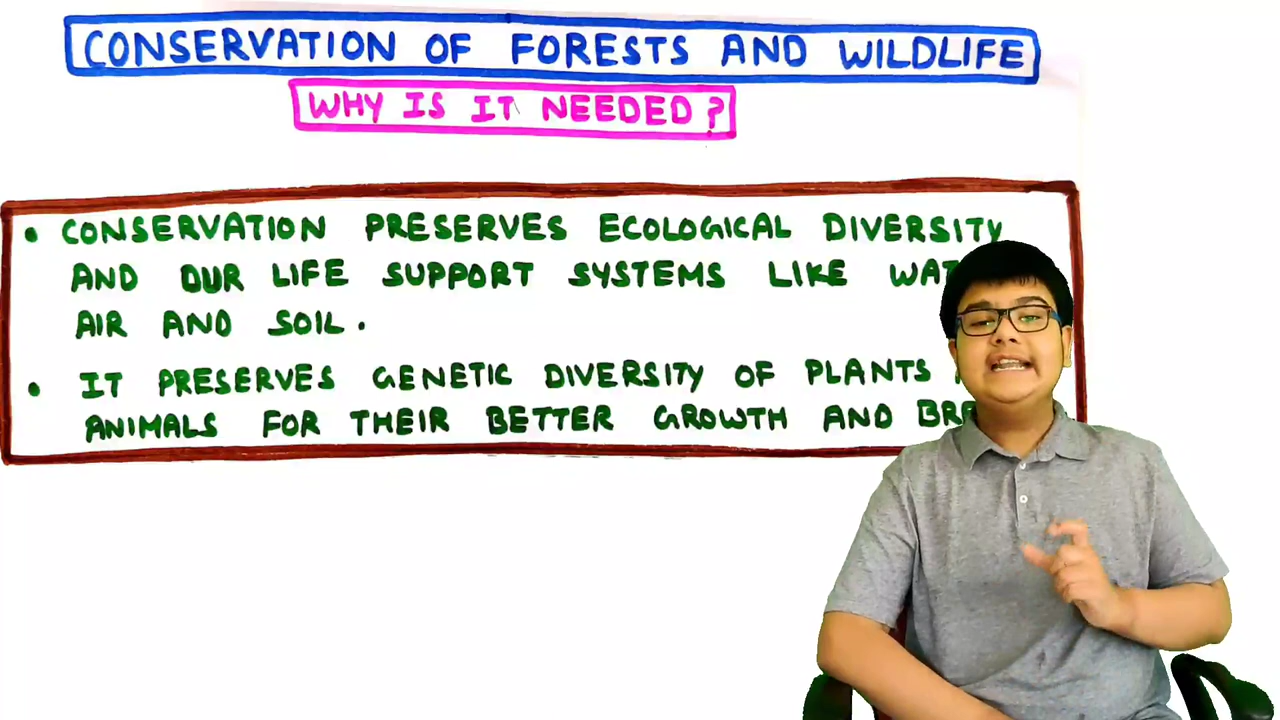 CONSERVATION OF FORESTS AND WILDLIFE
WHY IS IT NEEDED?
• CONSERVATION PRESERVES ECOLOGICAL DIVERSITY
AND OUR LIFE SUPPORT SYSTEMS LIKE
AIR AND SOIL.
• IT PRESERVES GENETIC DIVERSITY OF PLANTS
ANIMALS FOR THEIR BETTER GROWTH AND